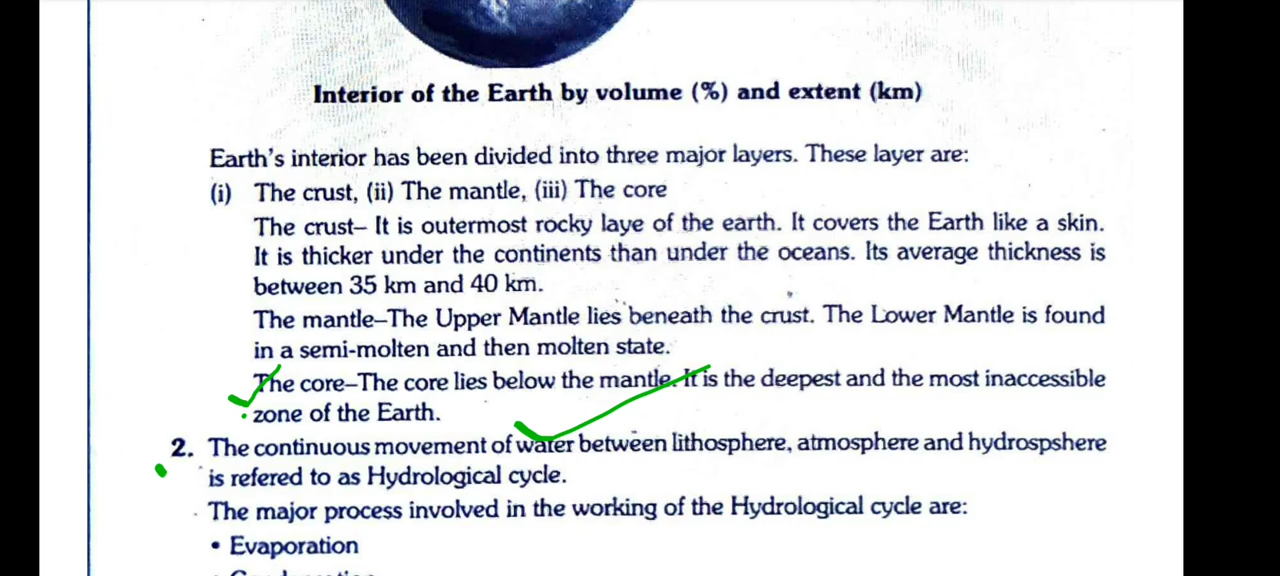 Interior of the Earth by volume (%) and extent (km)
Earth's interior has been divided into three major layers. These layer are:
(i) The crust, (ii) The mantle, (iii) The core
The crust– It is outermost rocky laye of the earth. It covers the Earth like a skin.
It is thicker under the continents than under the oceans. Its average thickness is
between 35 km and 40 km.
The mantle–The Upper Mantle lies beneath the crust. The Lower Mantle is found
in a semi-molten and then molten state.
The core–The core lies below the mantle. It is the deepest and the most inaccessible
zone of the Earth.
2. The continuous movement of water between lithosphere, atmosphere and hydrospshere
is refered to as Hydrological cycle.
The major process involved in the working of the Hydrological cycle are:
• Evaporation